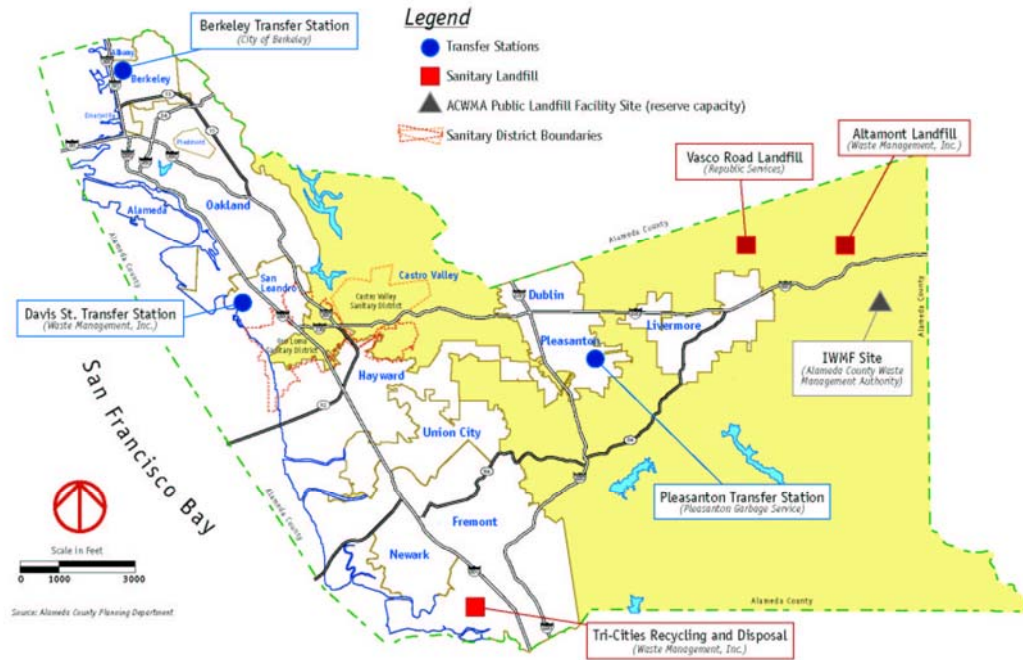 Legend
Transfer Stations
Sanitary Landfill
ACWMA Public Landfill Facility Site (reserve capacity)
Sanitary District Boundaries
Berkeley Transfer Station
(City of Berkeley)
Albany
Berkeley
Emeryville
Piedmont
Oakland
Alameda
Alameda County
San
Leandro
Castro Valley
Castro Valley
Sanitary District
Oro Loma
Sanitary District
Davis St. Transfer Station
(Waste Management, Inc.)
Hayward
Union City
Fremont
Newark
Dublin
Pleasanton
Livermore
Vasco Road Landfill
(Republic Services)
Altamont Landfill
(Waste Management, Inc.)
Alameda County
Alameda County
IWMF Site
(Alameda County Waste
Management Authority)
Pleasanton Transfer Station
(Pleasanton Garbage Service)
San Francisco Bay
Alameda County
Alameda County
Tri-Cities Recycling and Disposal
(Waste Management, Inc.)
Scale in Feet
0 1000 3000
Source: Alameda County Planning Department